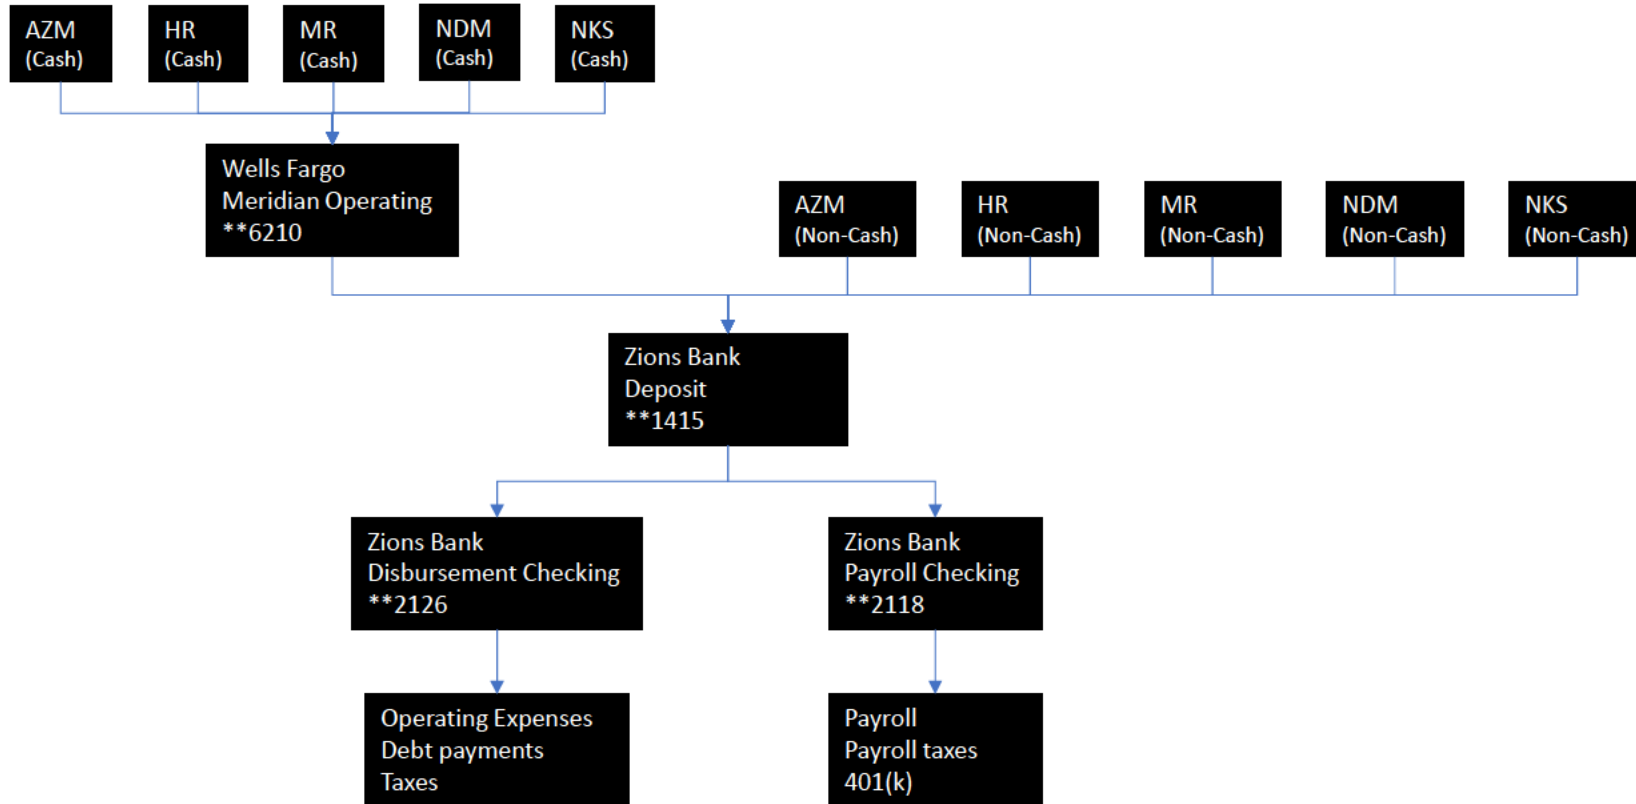 AZM
(Cash)
HR
(Cash)
MR
(Cash)
NDM
(Cash)
NKS
(Cash)
Wells Fargo
Meridian Operating
**6210
AZM
(Non-Cash)
HR
(Non-Cash)
MR
(Non-Cash)
NDM
(Non-Cash)
NKS
(Non-Cash)
Zions Bank
Deposit
**1415
Zions Bank
Disbursement Checking
**2126
Zions Bank
Payroll Checking
**2118
Operating Expenses
Debt payments
Taxes
Payroll
Payroll taxes
401(k)